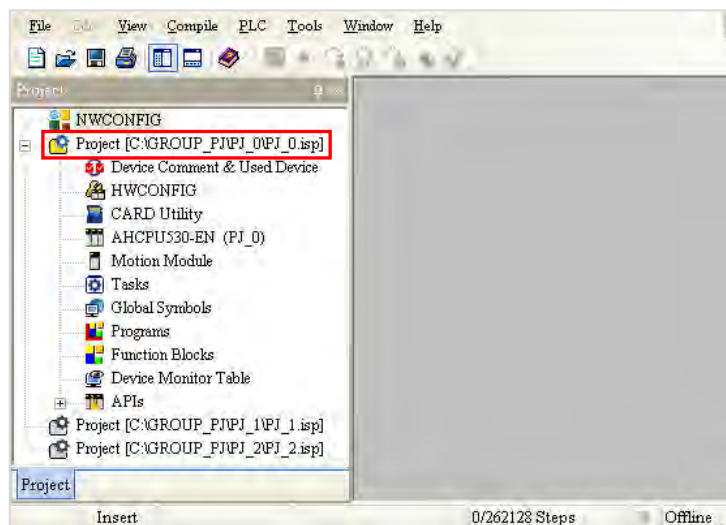 File Edit View Compile PLC Tools Window Help
Project
NWCONFIG
Project [C:\GROUP_PJ\PJ_0\PJ_0.isp]
Device Comment & Used Device
HWCONFIG
CARD Utility
AHCPU530-EN (PJ_0)
Motion Module
Tasks
Global Symbols
Programs
Function Blocks
Device Monitor Table
APIs
Project [C:\GROUP_PJ\PJ_1\PJ_1.isp]
Project [C:\GROUP_PJ\PJ_2\PJ_2.isp]
Project
Insert 0/262128 Steps Offline